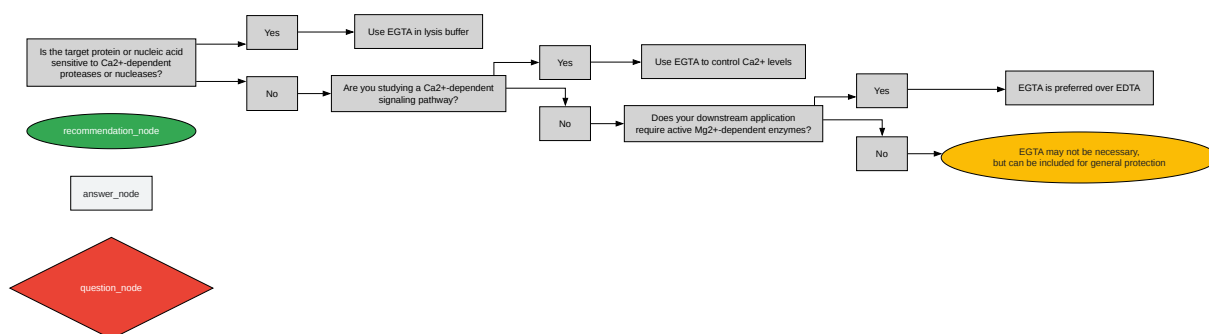 Is the target protein or nucleic acid
sensitive to Ca2+-dependent
proteases or nucleases?
Yes
Use EGTA in lysis buffer
No
Are you studying a Ca2+-dependent
signaling pathway?
Yes
Use EGTA to control Ca2+ levels
No
Does your downstream application
require active Mg2+-dependent enzymes?
Yes
EGTA is preferred over EDTA
No
EGTA may not be necessary,
but can be included for general protection
recommendation_node
answer_node
question_node